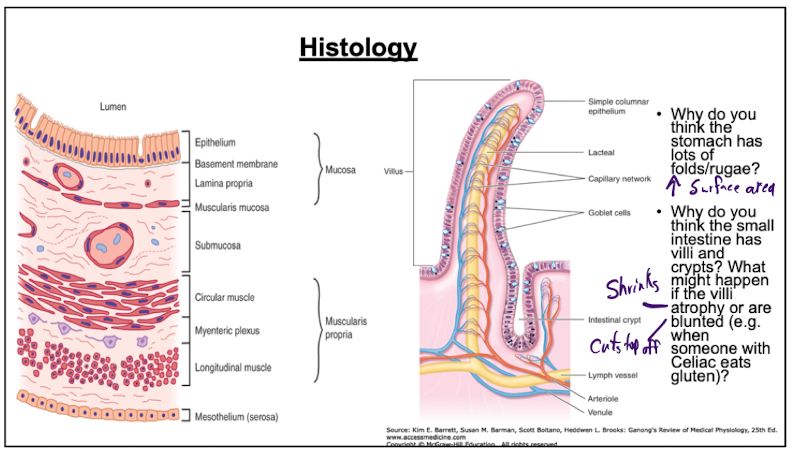 Histology
Lumen
Epithelium
Basement membrane
Lamina propria
Muscularis mucosa
Mucosa
Submucosa
Circular muscle
Myenteric plexus
Longitudinal muscle
Muscularis
propria
Mesothelium (serosa)
Villus
Simple columnar
epithelium
Lacteal
Capillary network
Goblet cells
Intestinal crypt
Lymph vessel
Arteriole
Venule
• Why do you
think the
stomach has
lots of
folds/rugae?
↑ Surface area
• Why do you
think the small
intestine has
villi and
crypts? What
might happen
if the villi
atrophy or are
blunted (e.g.
when
someone with
Celiac eats
gluten)?
Shrinks
Cuts top off
Source: Kim E. Barrett, Susan M. Barman, Scott Boitano, Heddwen L. Brooks: Ganong's Review of Medical Physiology, 25th Ed.
www.accessmedicine.com
Copyright © McGraw-Hill Education. All rights reserved.